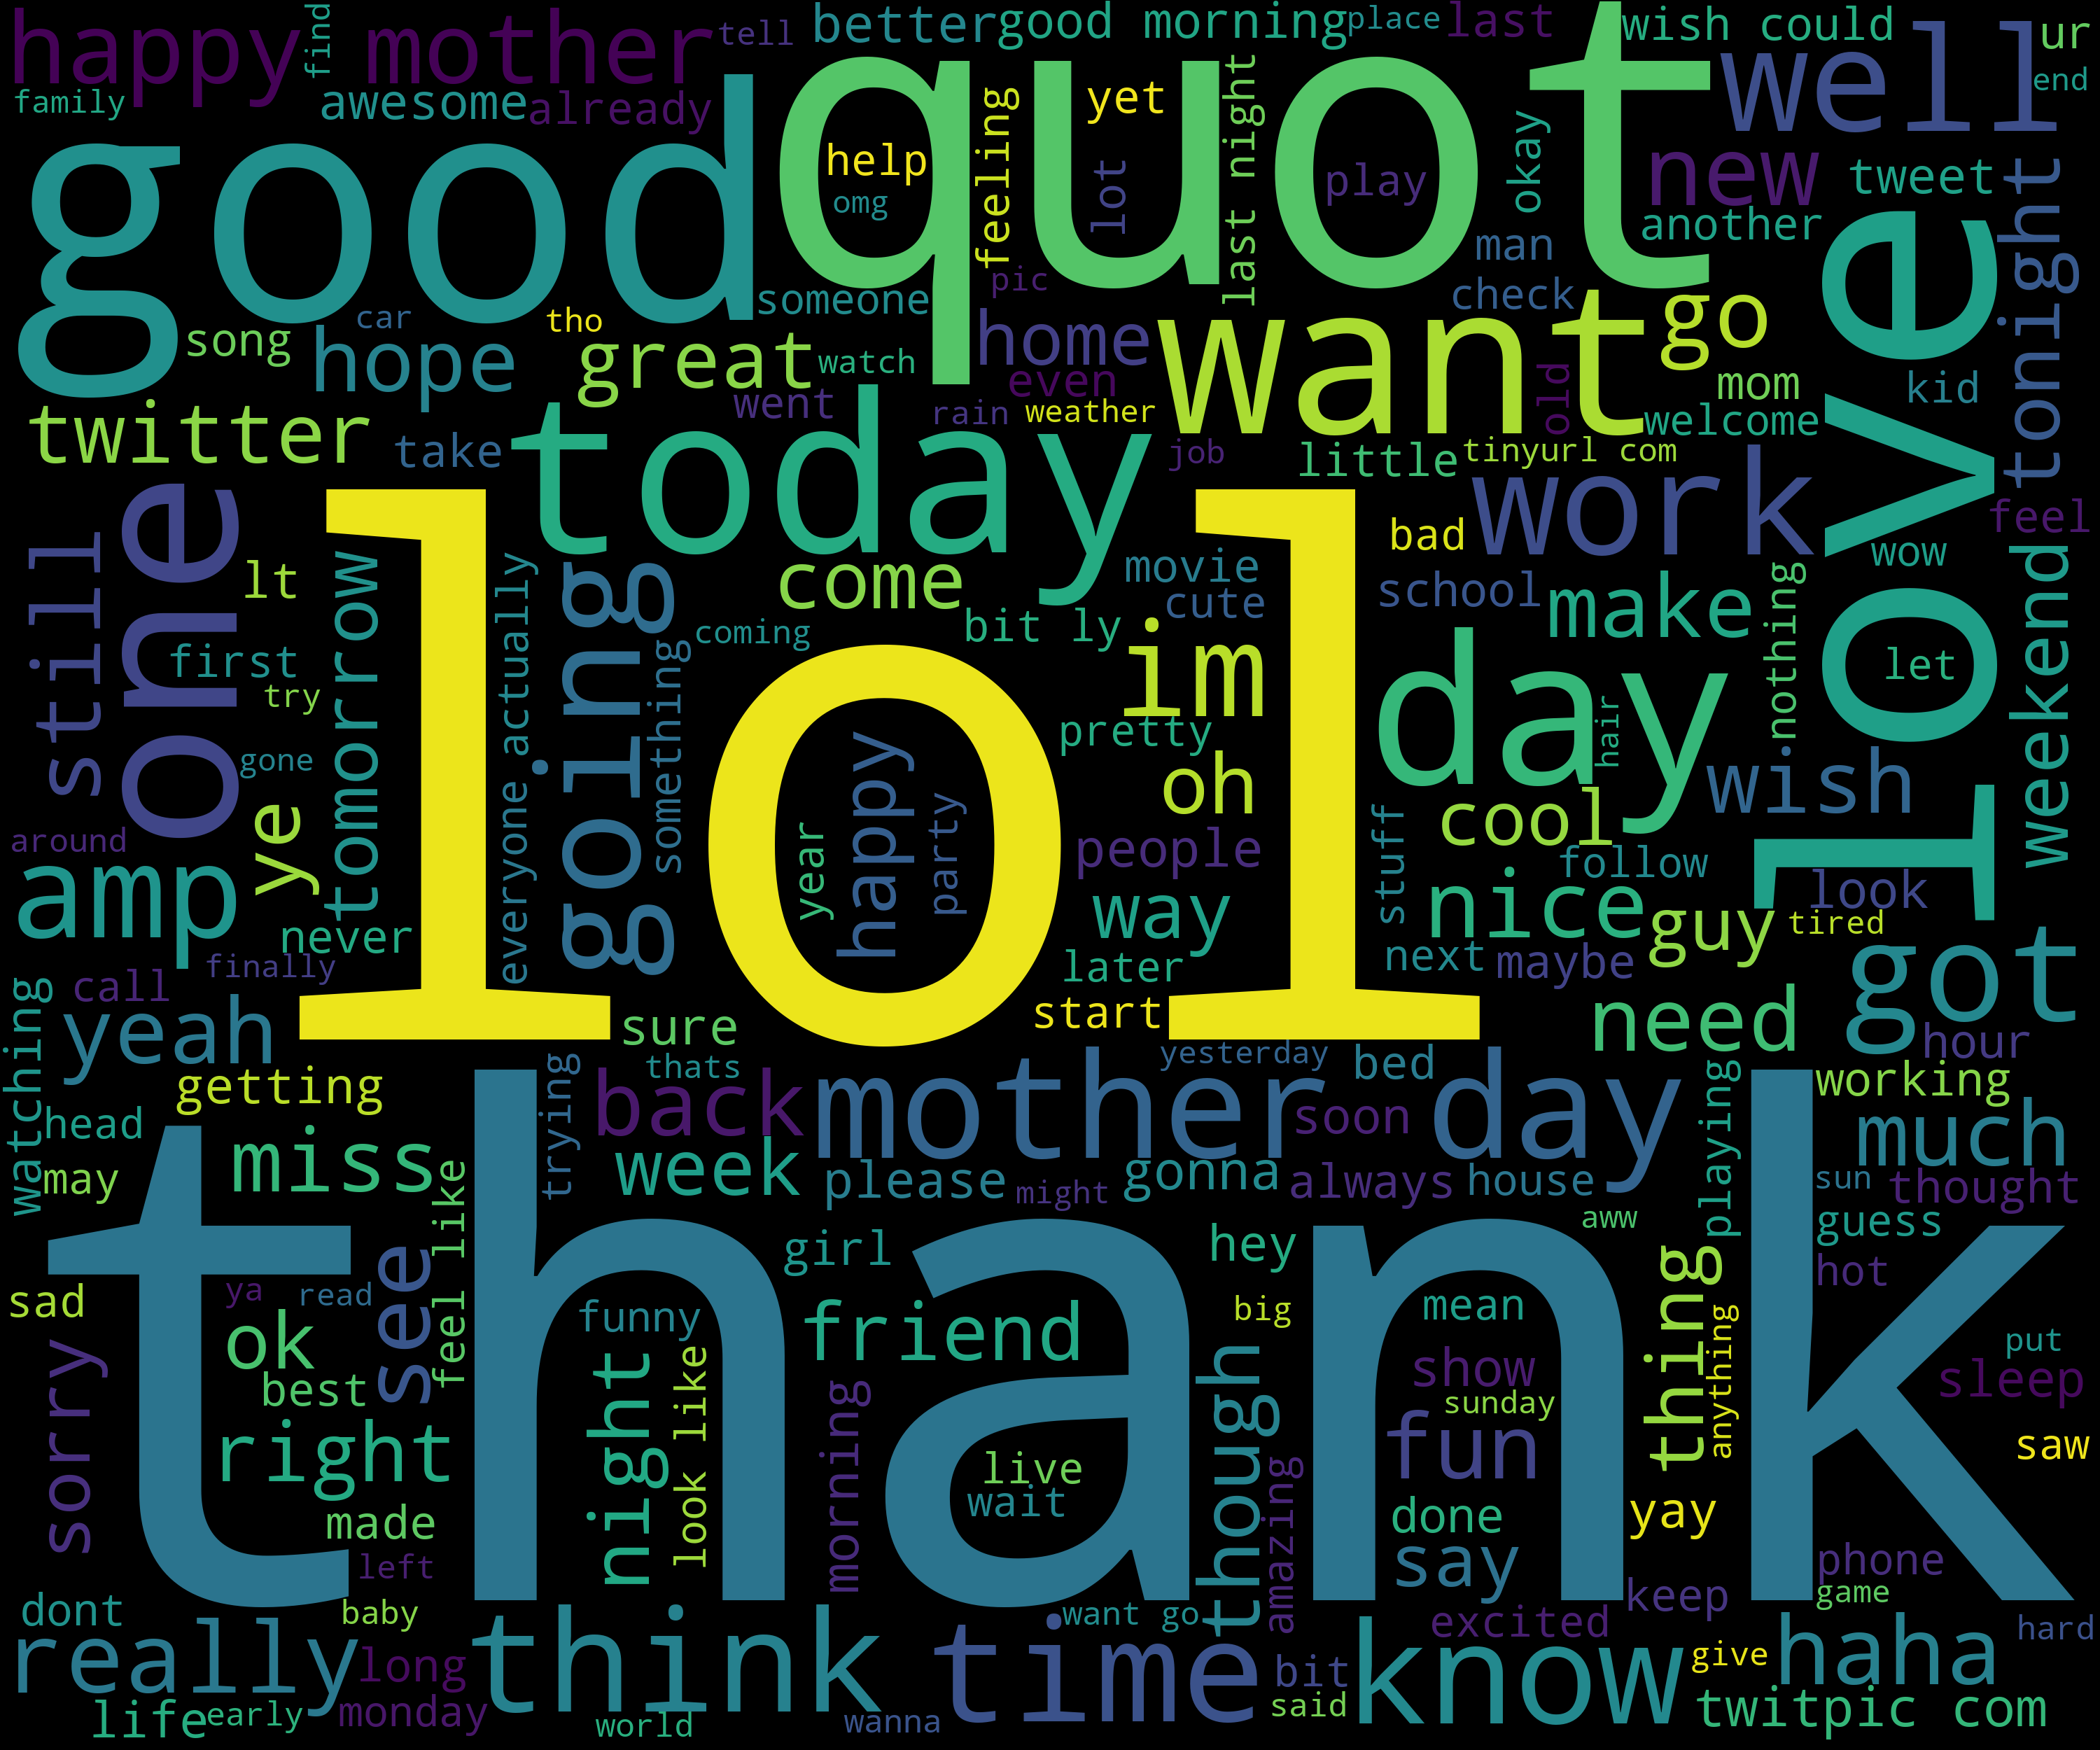 happy mother
find
tell
better
good morning
place
last
wish could
ur
family
awesome
already
quot
well
end
good
help
omg
feeling
yet
lot
last night
play
okay
new
tweet
another
tonight
man
check
pic
someone
song
car
hope
tho
great
watch
home
want
go
love
even
went
rain
weather
old
mom
kid
welcome
twitter
take
today
job
little
tinyurl com
work
feel
still
one
lt
tomorrow
everyone
actually
going
come
movie
cute
bad
school
make
wow
nothing
weekend
first
something
coming
bit ly
im
day
let
try
lol
pretty
hair
gone
happy
oh
wish
around
ye
year
party
people
stuff
cool
follow
look
amp
way
nice
guy
tired
never
later
next
maybe
got
finally
call
start
need
watching
yeah
sure
hour
getting
thats
trying
back
mother day
yesterday
bed
soon
playing
working
head
much
may
miss
week
please
might
gonna
always
house
sun
thought
feel like
thank
girl
hey
aww
guess
hot
sad
see
ya
read
funny
friend
big
mean
thing
anything
put
sorry
ok
best
night
look like
morning
though
show
sunday
sleep
right
live
wait
amazing
fun
saw
made
done
yay
left
say
phone
dont
baby
want go
excited
keep
game
really
think
time
know
haha
hard
long
bit
give
life
early
monday
world
wanna
said
twitpic com